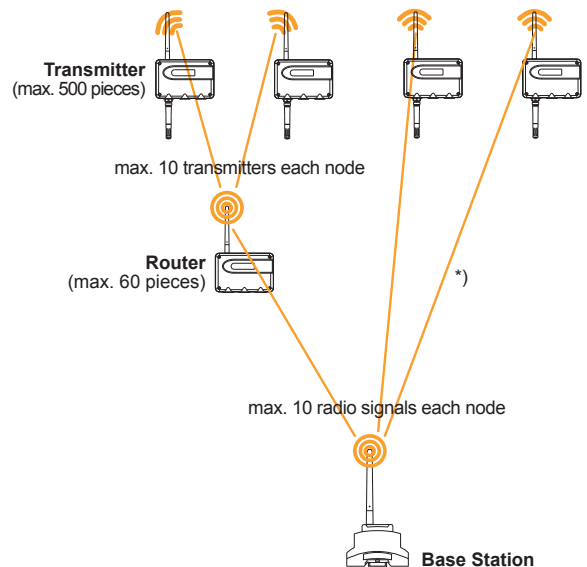 Transmitter
(max. 500 pieces)
max. 10 transmitters each node
Router
(max. 60 pieces)
*)
max. 10 radio signals each node
Base Station